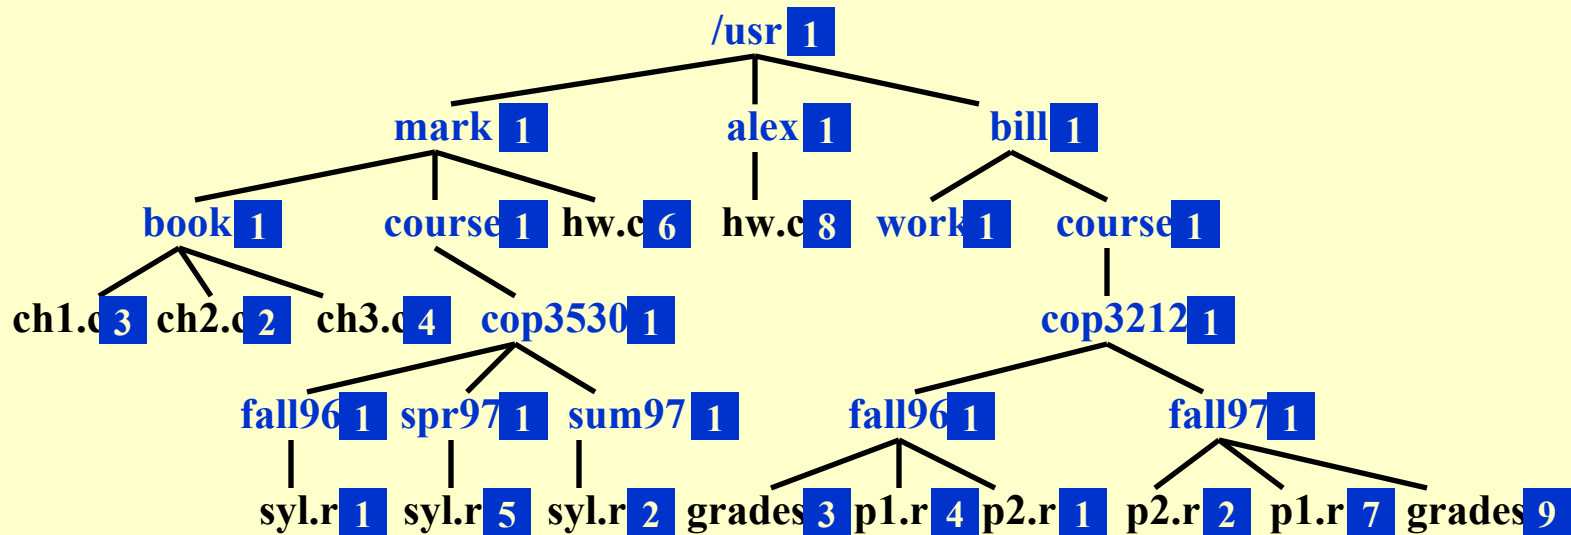 /usr 1
mark 1 alex 1 bill 1
book 1 course 1 hw.c 6 hw.c 8 work 1 course 1
ch1.c 3 ch2.c 2 ch3.c 4 cop3530 1 cop3212 1
fall96 1 spr97 1 sum97 1 fall96 1 fall97 1
syl.r 1 syl.r 5 syl.r 2 grades 3 p1.r 4 p2.r 1 p2.r 2 p1.r 7 grades 9